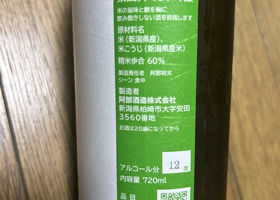 米の旨味と酸を軸に
飲み飽きしない酒を目指します
原材料名
米（新潟県産）、
米こうじ（新潟県産米）
精米歩合 60%
製造責任者 阿部裕太
シーン 食中
製造者
阿部酒造株式会社
新潟県柏崎市大字安田
3560番地
お酒は20歳になってから
アルコール分 12度
内容量 720ml
品目